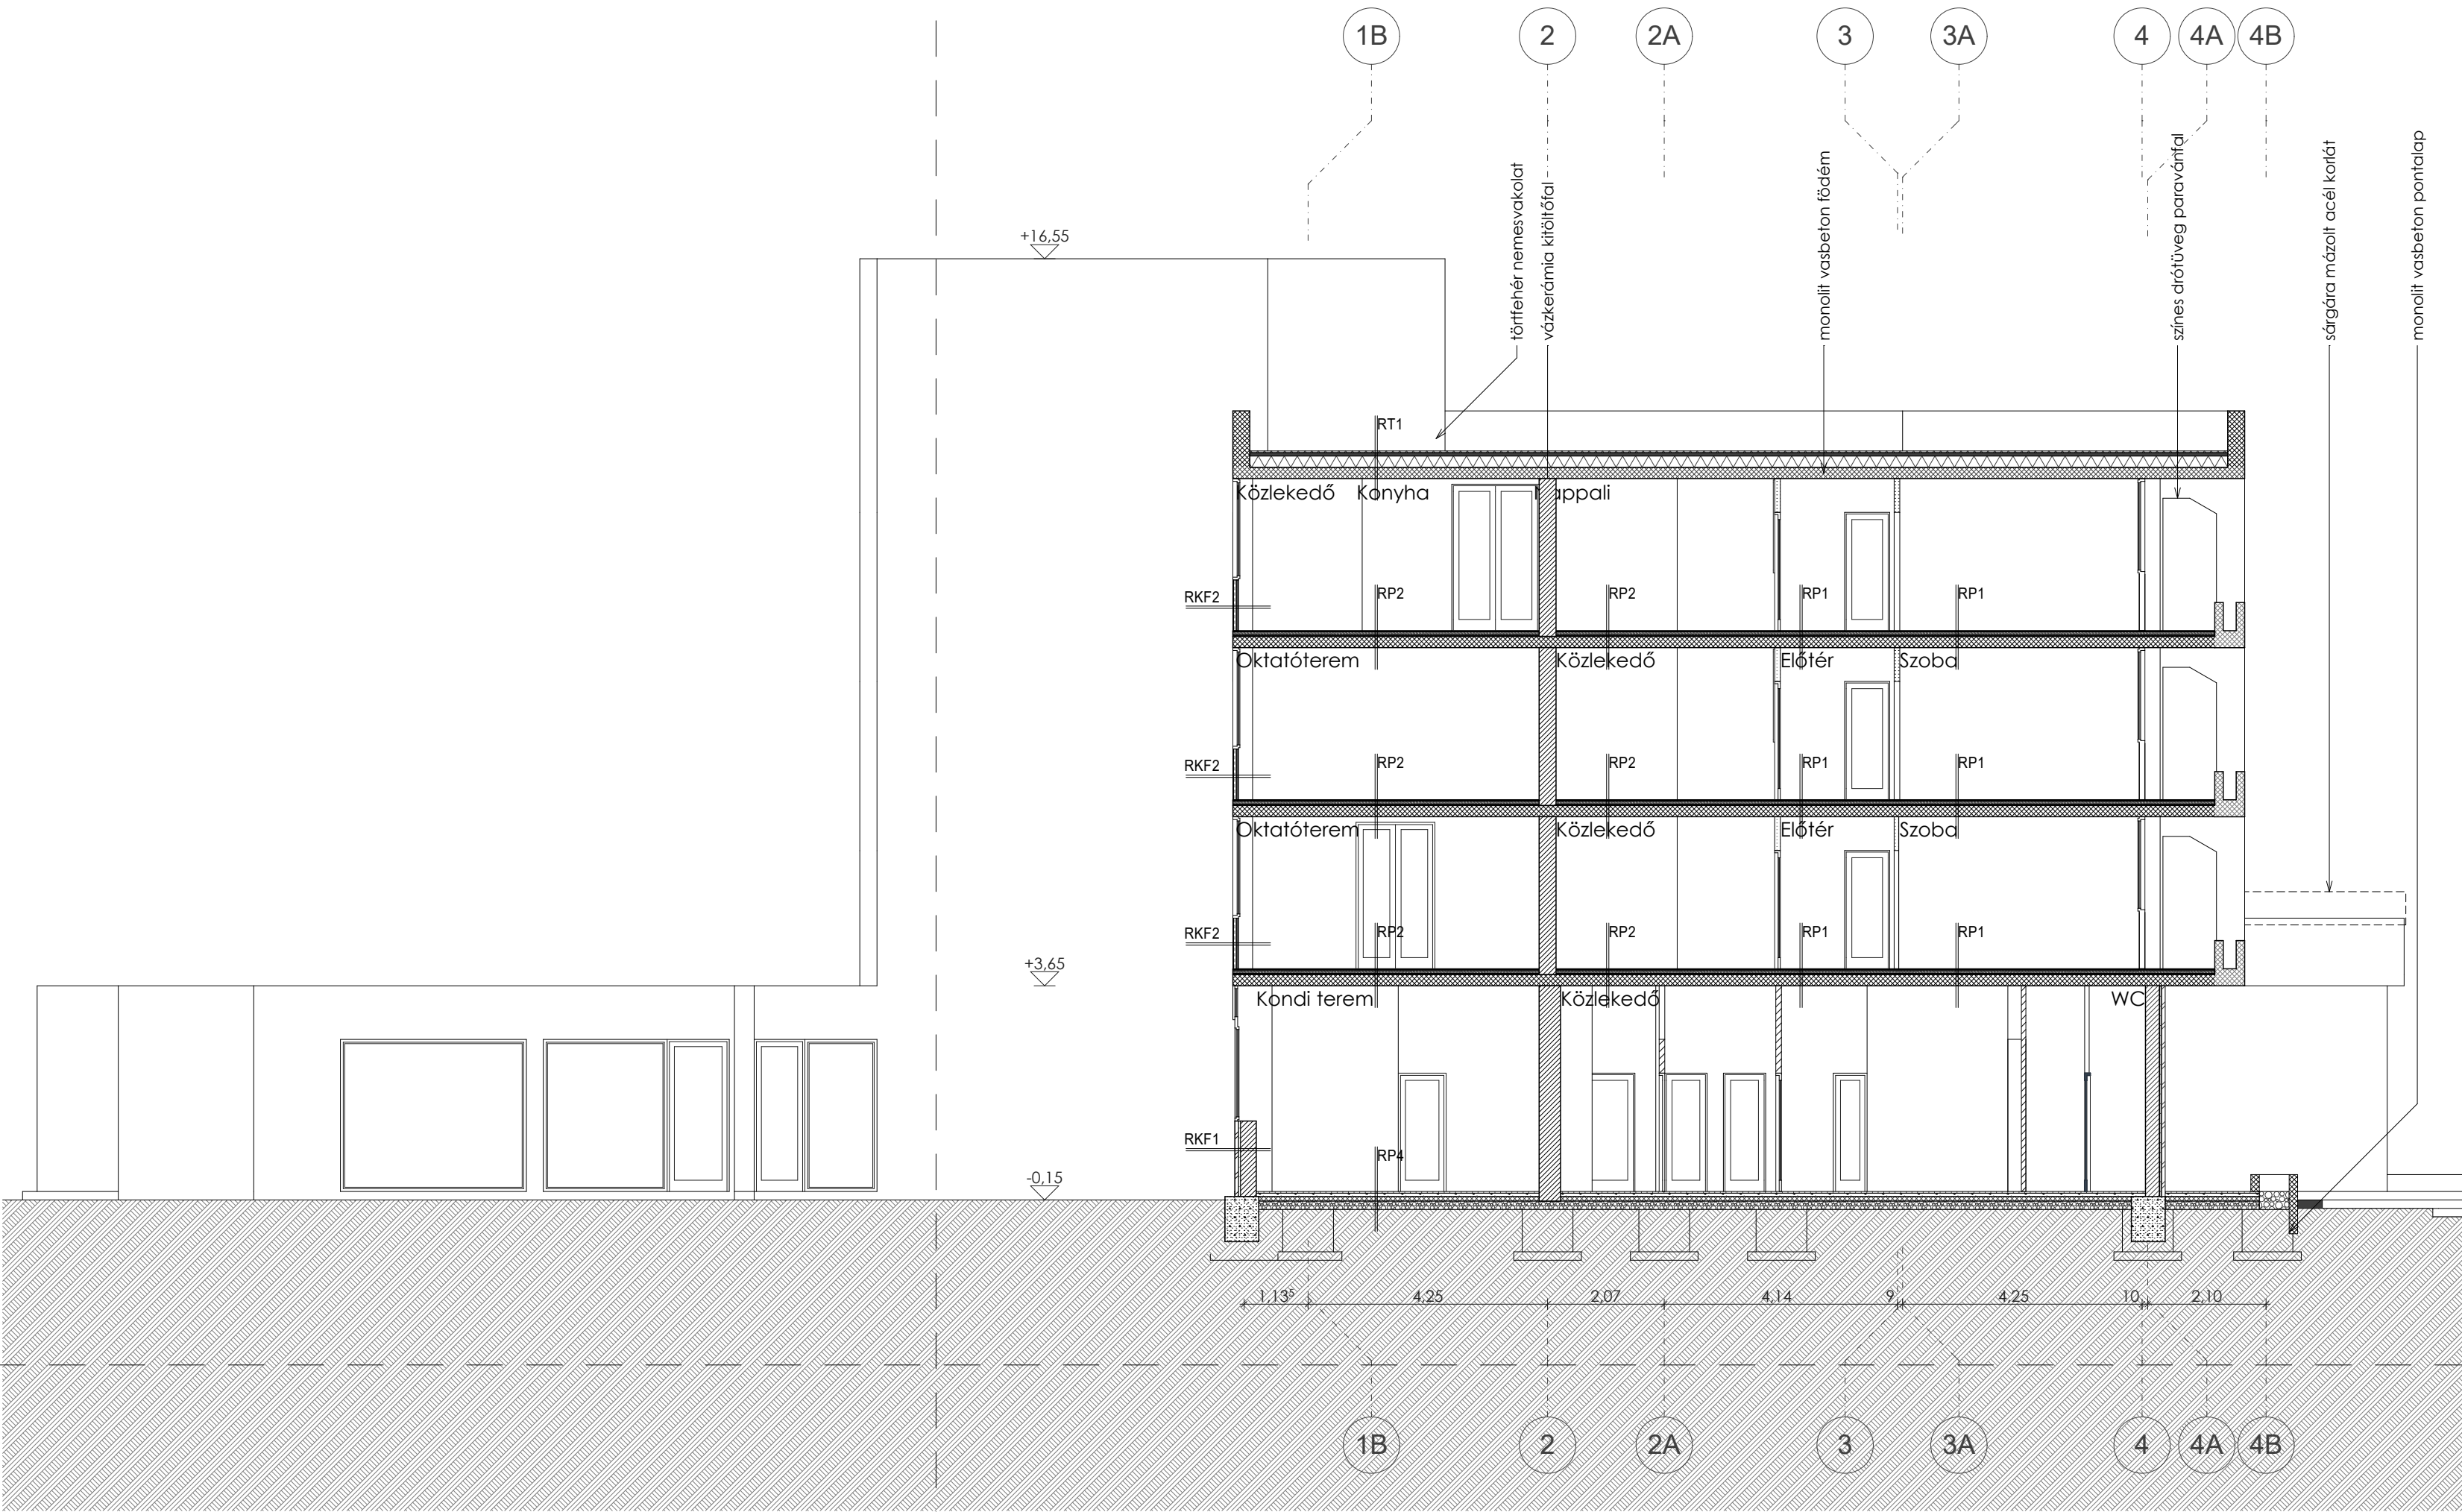 1B 2 2A 3 3A 4 4A 4B
törtfehér nemesvakolat
vázkerámia kitöltőfal
monolit vasbeton födém
színes drótüveg paravánfal
sárgára mázolt acél korlát
monolit vasbeton pontalap
+16,55
RT1
Közlekedő Konyha Nappali
RKF2 RP2 RP2 RP1 RP1
Oktatóterem Közlekedő Előtér Szoba
RKF2 RP2 RP2 RP1 RP1
Oktatóterem Közlekedő Előtér Szoba
RKF2 RP2 RP2 RP1 RP1
+3,65
Kondi terem Közlekedő WC
RKF1 RP4
-0,15
1,13⁵ 4,25 2,07 4,14 9 4,25 10 2,10
1B 2 2A 3 3A 4 4A 4B